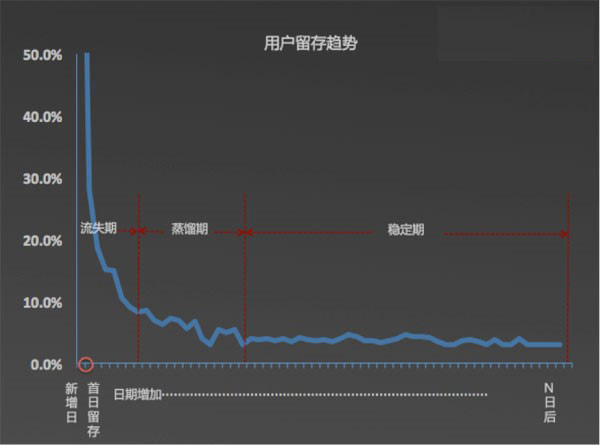 用户留存趋势
50.0%
40.0%
30.0%
20.0%
10.0%
0.0%
流失期
蒸馏期
稳定期
新增日
首日留存
日期增加
N日后